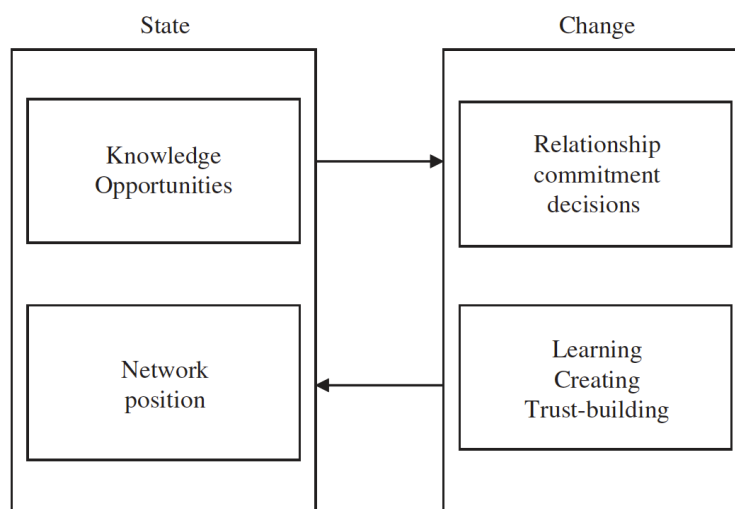 State
Change
Knowledge
Opportunities
Relationship
commitment
decisions
Network
position
Learning
Creating
Trust-building